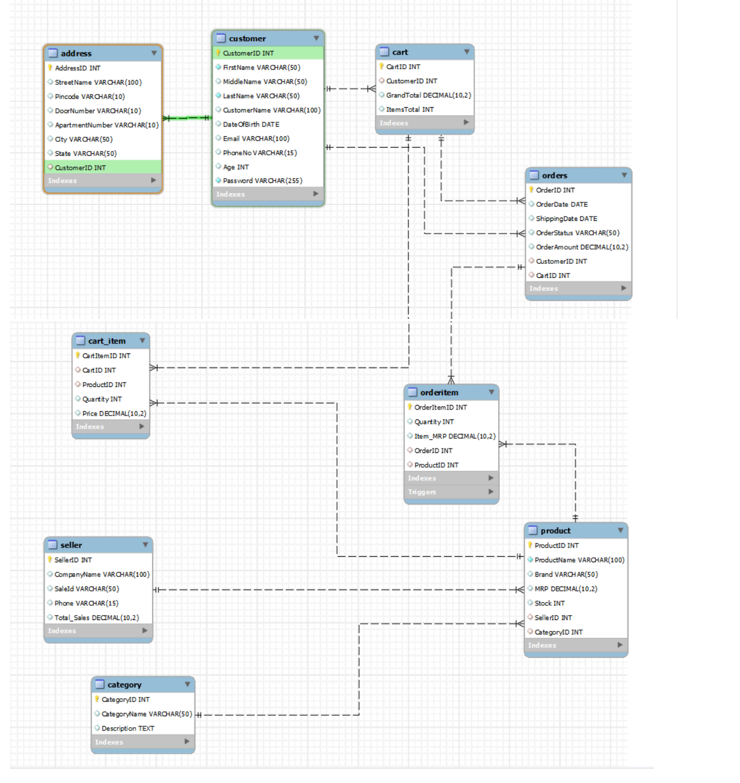 address
AddressID INT
StreetName VARCHAR(100)
Pincode VARCHAR(10)
DoorNumber VARCHAR(10)
ApartmentNumber VARCHAR(10)
City VARCHAR(50)
State VARCHAR(50)
CustomerID INT
Indexes
customer
CustomerID INT
FirstName VARCHAR(50)
MiddleName VARCHAR(50)
LastName VARCHAR(50)
CustomerName VARCHAR(100)
DateOfBirth DATE
Email VARCHAR(100)
PhoneNo VARCHAR(15)
Age INT
Password VARCHAR(255)
Indexes
cart
CartID INT
CustomerID INT
GrandTotal DECIMAL(10,2)
ItemsTotal INT
Indexes
orders
OrderID INT
OrderDate DATE
ShippingDate DATE
OrderStatus VARCHAR(50)
OrderAmount DECIMAL(10,2)
CustomerID INT
CartID INT
Indexes
cart_item
CartItemID INT
CartID INT
ProductID INT
Quantity INT
Price DECIMAL(10,2)
Indexes
orderitem
OrderItemID INT
Quantity INT
Item_MRP DECIMAL(10,2)
OrderID INT
ProductID INT
Indexes
Triggers
seller
SellerID INT
CompanyName VARCHAR(100)
SaleId VARCHAR(50)
Phone VARCHAR(15)
Total_Sales DECIMAL(10,2)
Indexes
product
ProductID INT
ProductName VARCHAR(100)
Brand VARCHAR(50)
MRP DECIMAL(10,2)
Stock INT
SellerID INT
CategoryID INT
Indexes
category
CategoryID INT
CategoryName VARCHAR(50)
Description TEXT
Indexes